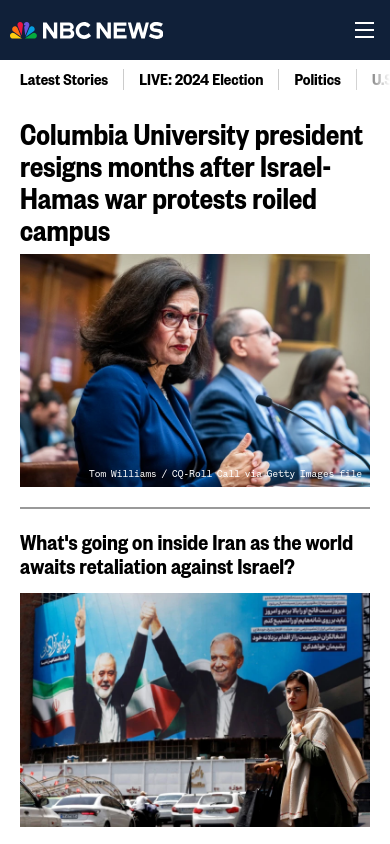 NBC NEWS
Latest Stories
LIVE: 2024 Election
Politics
U.S
Columbia University president
resigns months after Israel-
Hamas war protests roiled
campus
Tom Williams / CQ-Roll Call via Getty Images file
What's going on inside Iran as the world
awaits retaliation against Israel?